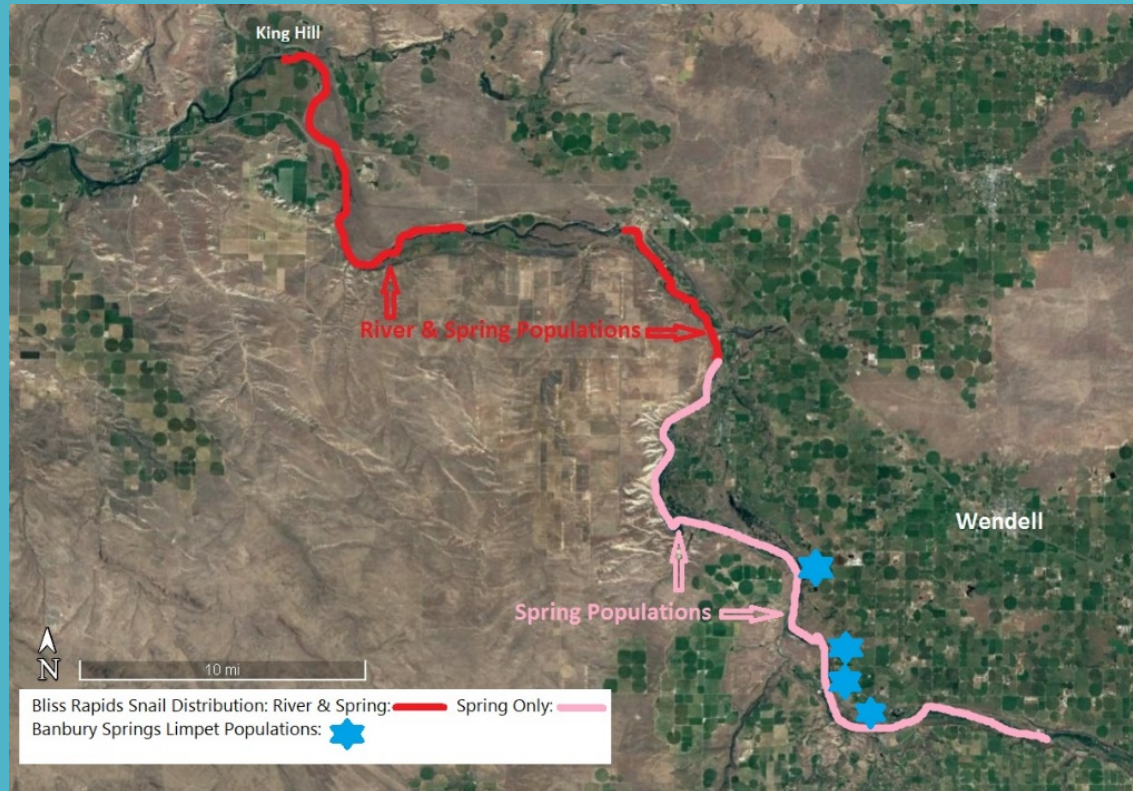 King Hill
River & Spring Populations
Wendell
Spring Populations
N
10 mi
Bliss Rapids Snail Distribution: River & Spring: Spring Only:
Banbury Springs Limpet Populations: